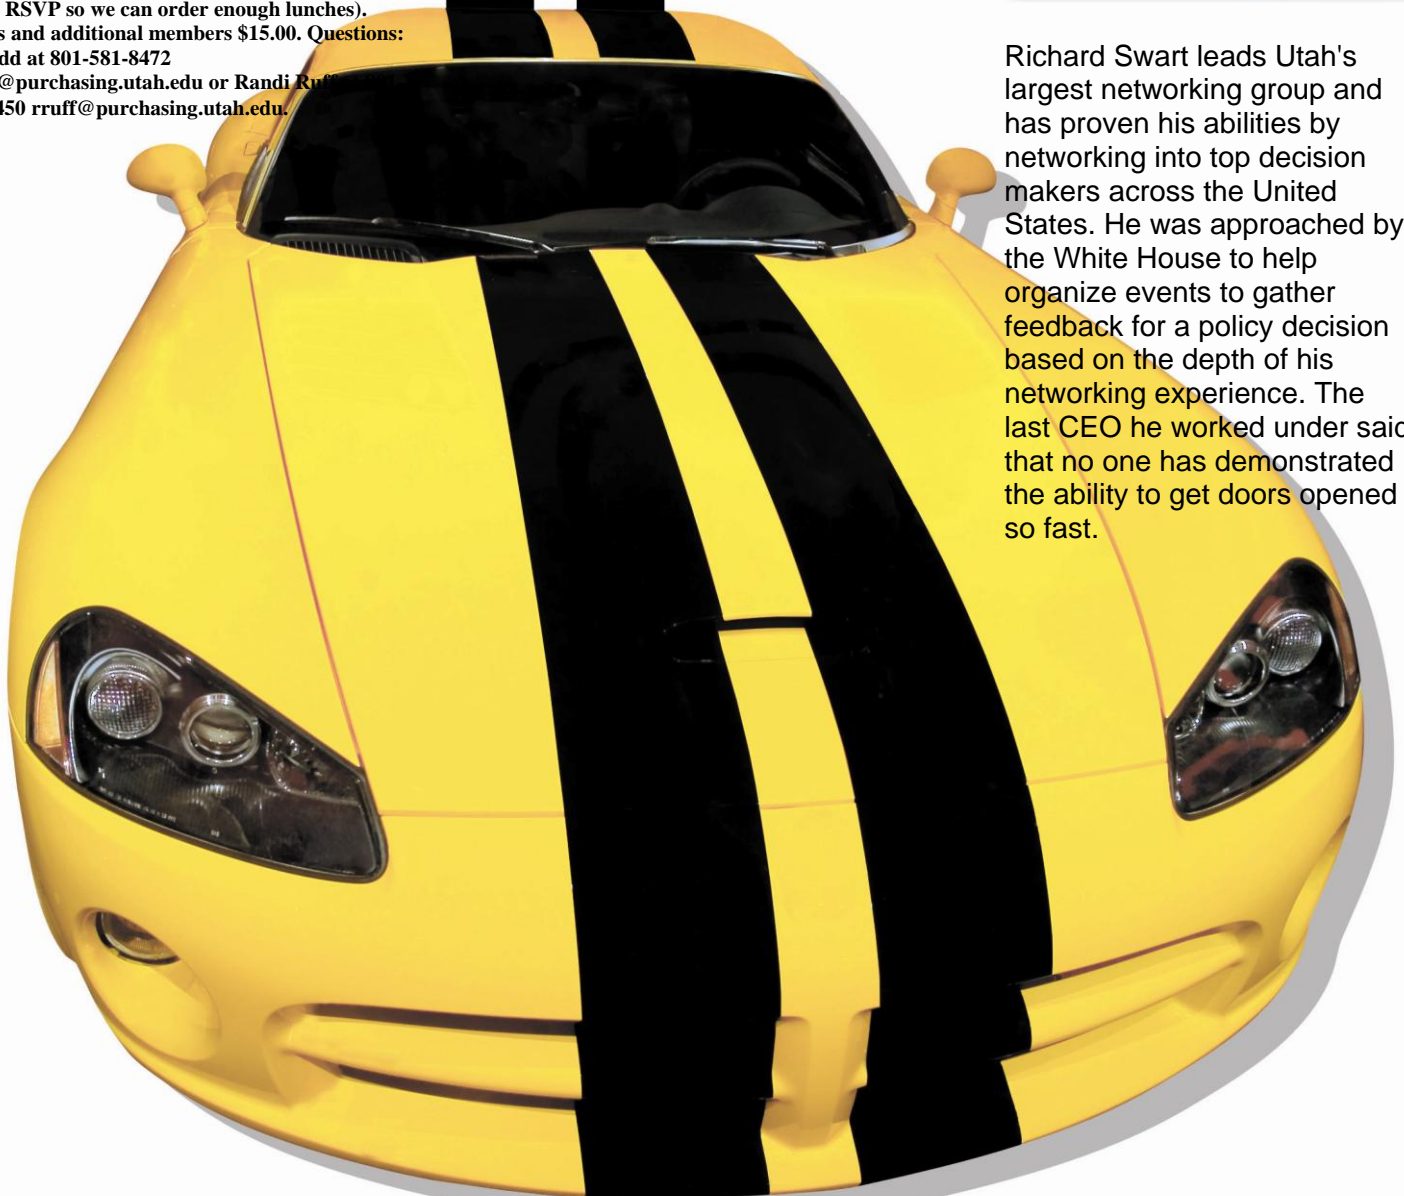 RSVP so we can order enough lunches).
s and additional members $15.00. Questions:
dd at 801-581-8472
@purchasing.utah.edu or Randi Ruff
450 rruff@purchasing.utah.edu.
Richard Swart leads Utah's
largest networking group and
has proven his abilities by
networking into top decision
makers across the United
States. He was approached by
the White House to help
organize events to gather
feedback for a policy decision
based on the depth of his
networking experience. The
last CEO he worked under said
that no one has demonstrated
the ability to get doors opened
so fast.